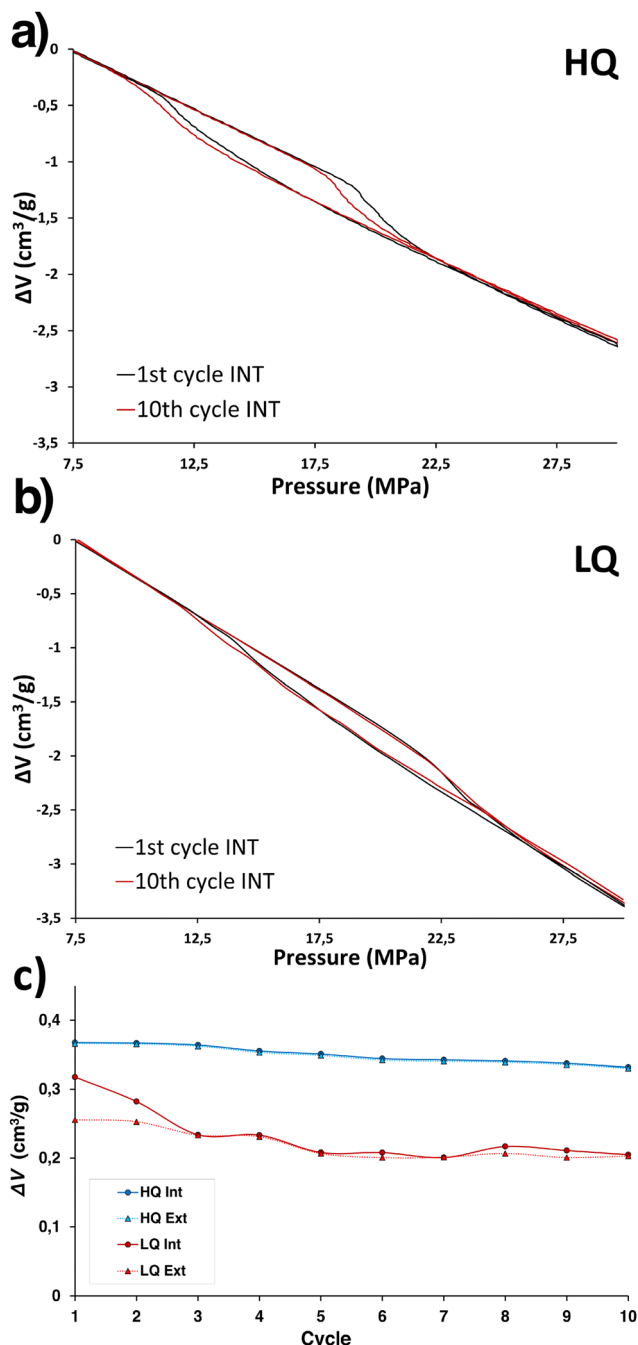 a)
HQ
0
-0,5
-1
-1,5
-2
-2,5
-3
-3,5
ΔV (cm³/g)
1st cycle INT
10th cycle INT
7,5 12,5 17,5 22,5 27,5
Pressure (MPa)
b)
LQ
0
-0,5
-1
-1,5
-2
-2,5
-3
-3,5
ΔV (cm³/g)
1st cycle INT
10th cycle INT
7,5 12,5 17,5 22,5 27,5
Pressure (MPa)
c)
0,4
0,3
0,2
0,1
0
ΔV (cm³/g)
HQ Int
HQ Ext
LQ Int
LQ Ext
1 2 3 4 5 6 7 8 9 10
Cycle